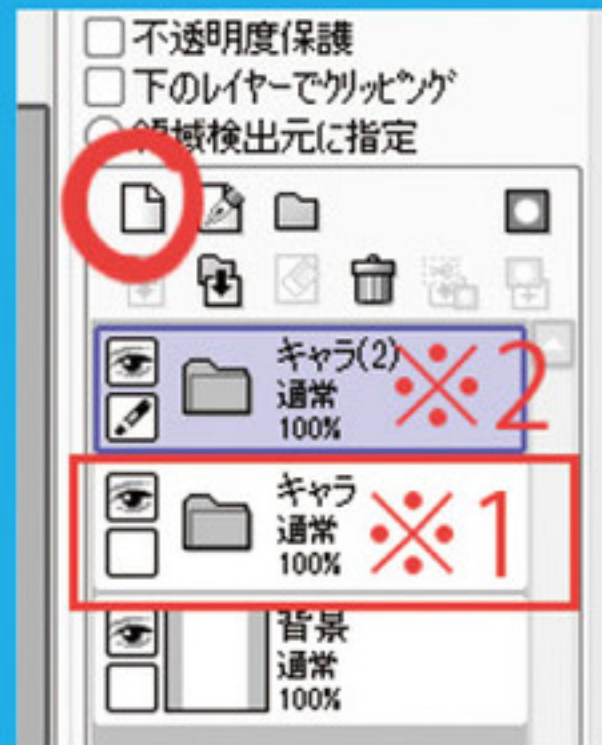 不透明度保護
下のレイヤーでクリッピング
領域検出元に指定
キャラ(2)
通常
100%
※2
キャラ
通常
100%
※1
背景
通常
100%